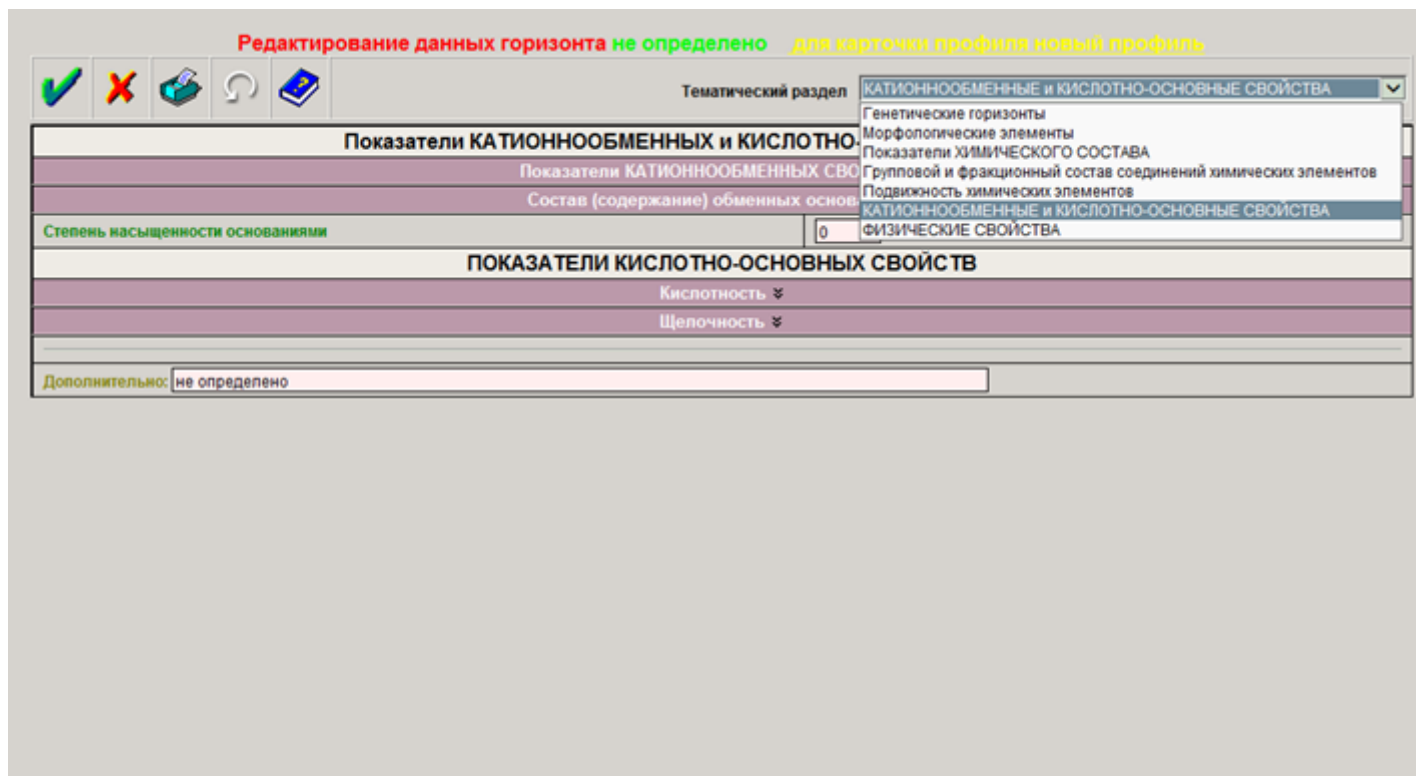 Редактирование данных горизонта не определено для карточки профиля новый профиль
Тематический раздел КАТИОННООБМЕННЫЕ и КИСЛОТНО-ОСНОВНЫЕ СВОЙСТВА
Генетические горизонты
Морфологические элементы
Показатели ХИМИЧЕСКОГО СОСТАВА
Групповой и фракционный состав соединений химических элементов
Подвижность химических элементов
КАТИОННООБМЕННЫЕ и КИСЛОТНО-ОСНОВНЫЕ СВОЙСТВА
ФИЗИЧЕСКИЕ СВОЙСТВА
Показатели КАТИОННООБМЕННЫХ и КИСЛОТНО-
Показатели КАТИОННООБМЕННЫХ СВО
Состав (содержание) обменных основ
Степень насыщенности основаниями 0
ПОКАЗАТЕЛИ КИСЛОТНО-ОСНОВНЫХ СВОЙСТВ
Кислотность
Щелочность
Дополнительно: не определено